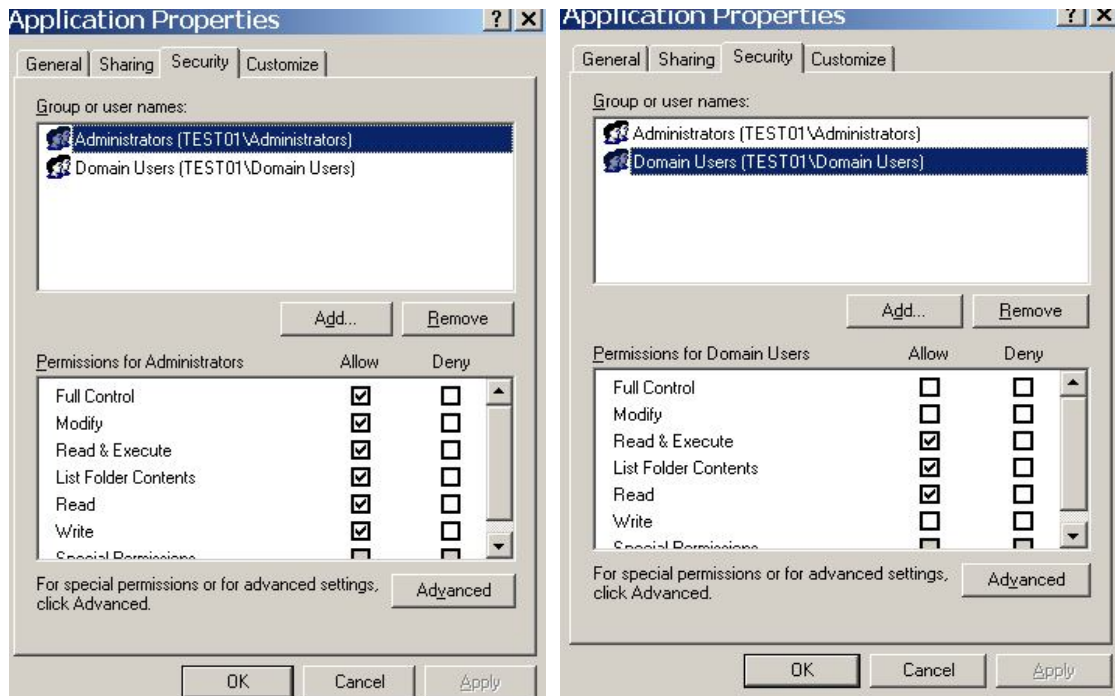 Application Properties
General Sharing Security Customize
Group or user names:
Administrators (TEST01\Administrators)
Domain Users (TEST01\Domain Users)
Add... Remove
Permissions for Administrators Allow Deny
Full Control
Modify
Read & Execute
List Folder Contents
Read
Write
Special Permissions
For special permissions or for advanced settings,
click Advanced.
Advanced
OK Cancel Apply
Application Properties
General Sharing Security Customize
Group or user names:
Administrators (TEST01\Administrators)
Domain Users (TEST01\Domain Users)
Add... Remove
Permissions for Domain Users Allow Deny
Full Control
Modify
Read & Execute
List Folder Contents
Read
Write
Special Permissions
For special permissions or for advanced settings,
click Advanced.
Advanced
OK Cancel Apply